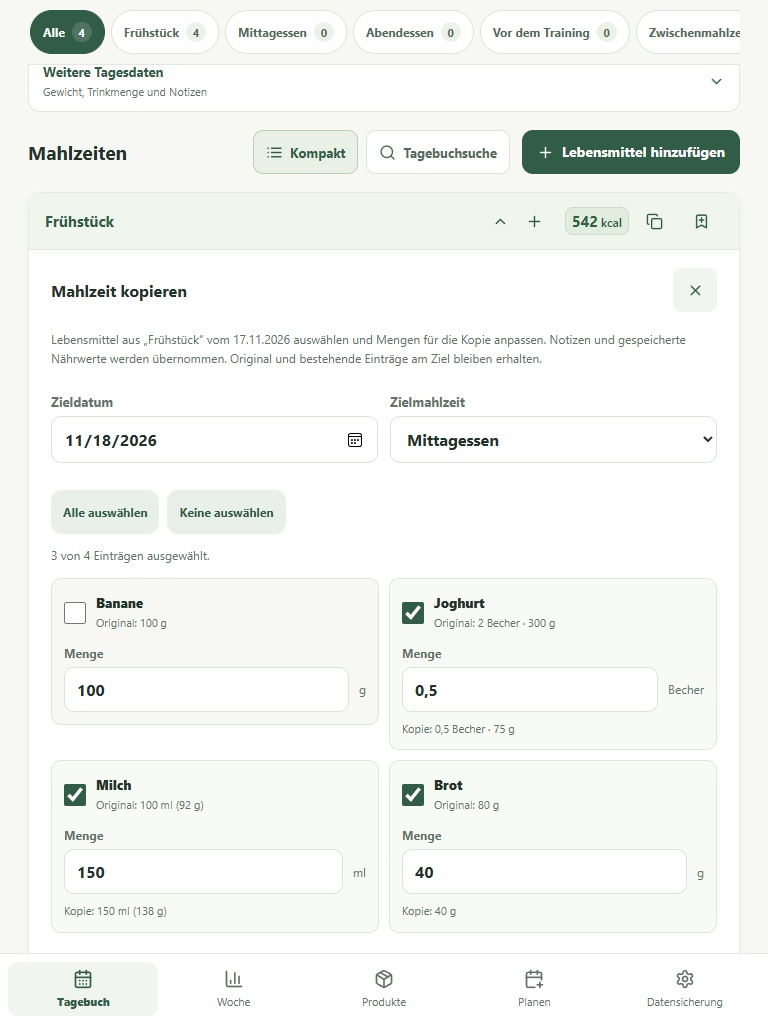 Alle 4 Frühstück 4 Mittagessen 0 Abendessen 0 Vor dem Training 0 Zwischenmahlze
Weitere Tagesdaten
Gewicht, Trinkmenge und Notizen
Mahlzeiten Kompakt Tagebuchsuche Lebensmittel hinzufügen
Frühstück 542 kcal
Mahlzeit kopieren
Lebensmittel aus „Frühstück“ vom 17.11.2026 auswählen und Mengen für die Kopie anpassen. Notizen und gespeicherte
Nährwerte werden übernommen. Original und bestehende Einträge am Ziel bleiben erhalten.
Zieldatum Zielmahlzeit
11/18/2026 Mittagessen
Alle auswählen Keine auswählen
3 von 4 Einträgen ausgewählt.
Banane
Original: 100 g
Menge
100 g
Joghurt
Original: 2 Becher · 300 g
Menge
0,5 Becher
Kopie: 0,5 Becher · 75 g
Milch
Original: 100 ml (92 g)
Menge
150 ml
Kopie: 150 ml (138 g)
Brot
Original: 80 g
Menge
40 g
Kopie: 40 g
Tagebuch Woche Produkte Planen Datensicherung